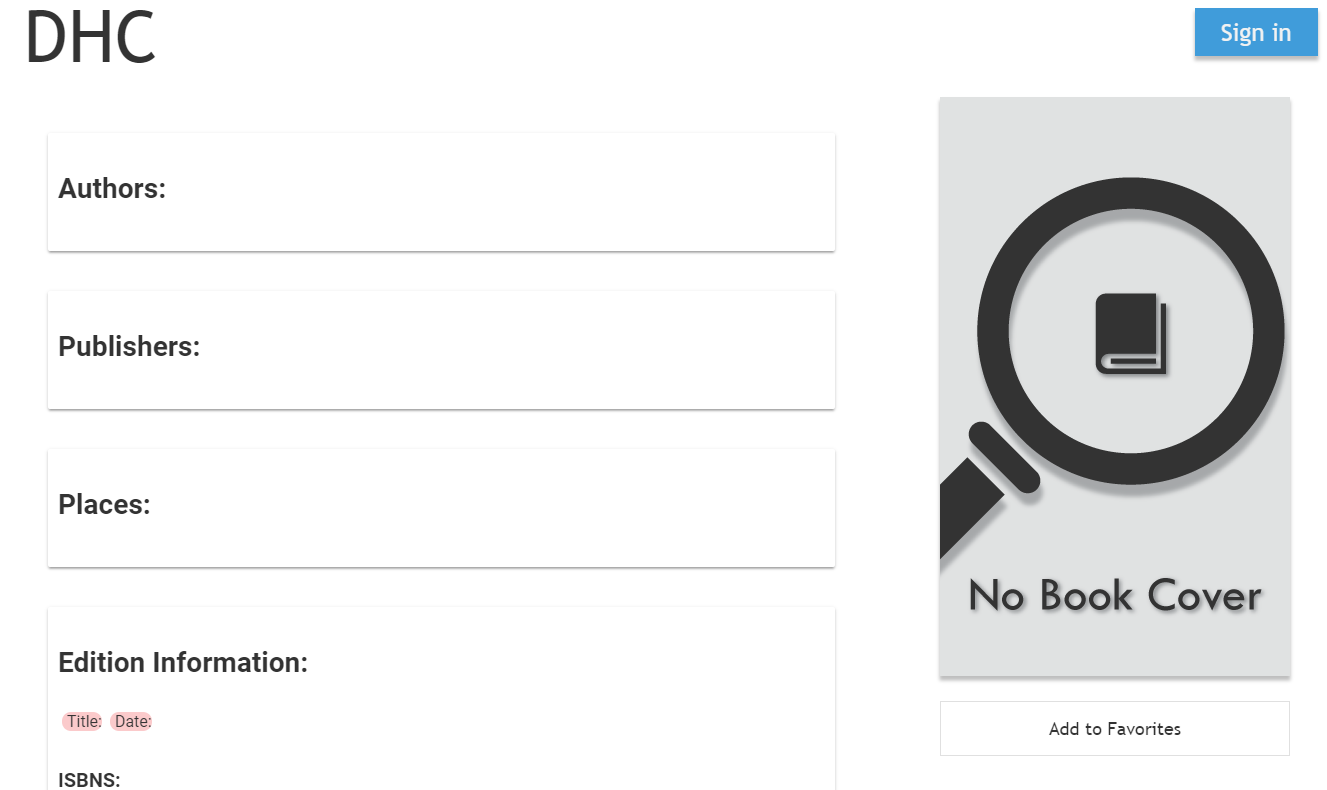 DHC
Sign in
Authors:
Publishers:
Places:
Edition Information:
Title: Date:
ISBNS:
No Book Cover
Add to Favorites